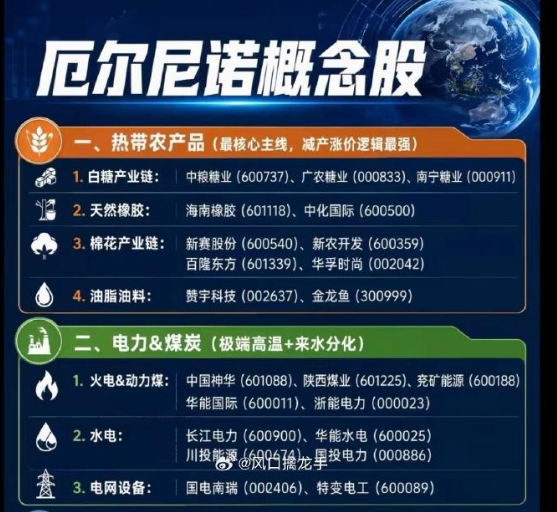 厄尔尼诺概念股
一、热带农产品（最核心主线，减产涨价逻辑最强）
1. 白糖产业链： 中粮糖业（600737）、广农糖业（000833）、南宁糖业（000911）
2. 天然橡胶： 海南橡胶（601118）、中化国际（600500）
3. 棉花产业链： 新赛股份（600540）、新农开发（600359）
百隆东方（601339）、华孚时尚（002042）
4. 油脂油料： 赞宇科技（002637）、金龙鱼（300999）
二、电力&煤炭（极端高温+来水分化）
1. 火电&动力煤： 中国神华（601088）、陕西煤业（601225）、兖矿能源（600188）
华能国际（600011）、浙能电力（000023）
2. 水电： 长江电力（600900）、华能水电（600025）
川投能源（600674）、国投电力（000886）
@风口擒龙手
3. 电网设备： 国电南瑞（002406）、特变电工（600089）